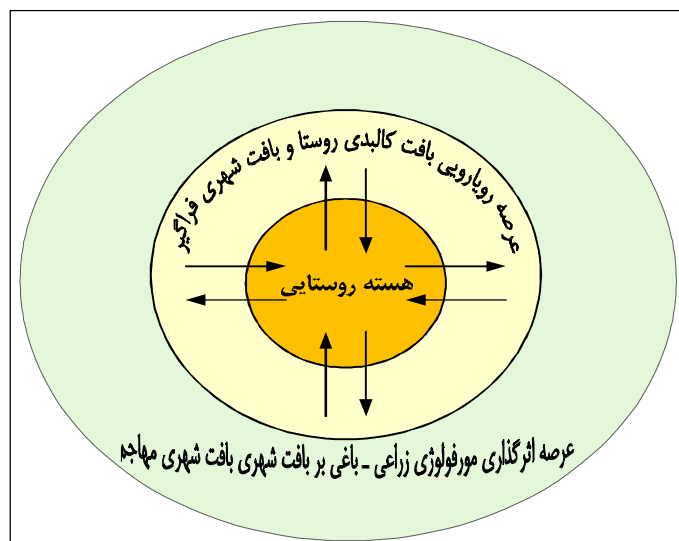 عرصه رویارویی بافت کالبدی روستا و بافت شهری فراگیر
هسته روستایی
عرصه اثرگذاری مورفولوژی زراعی ـ باغی بر بافت شهری بافت شهری مهاجم